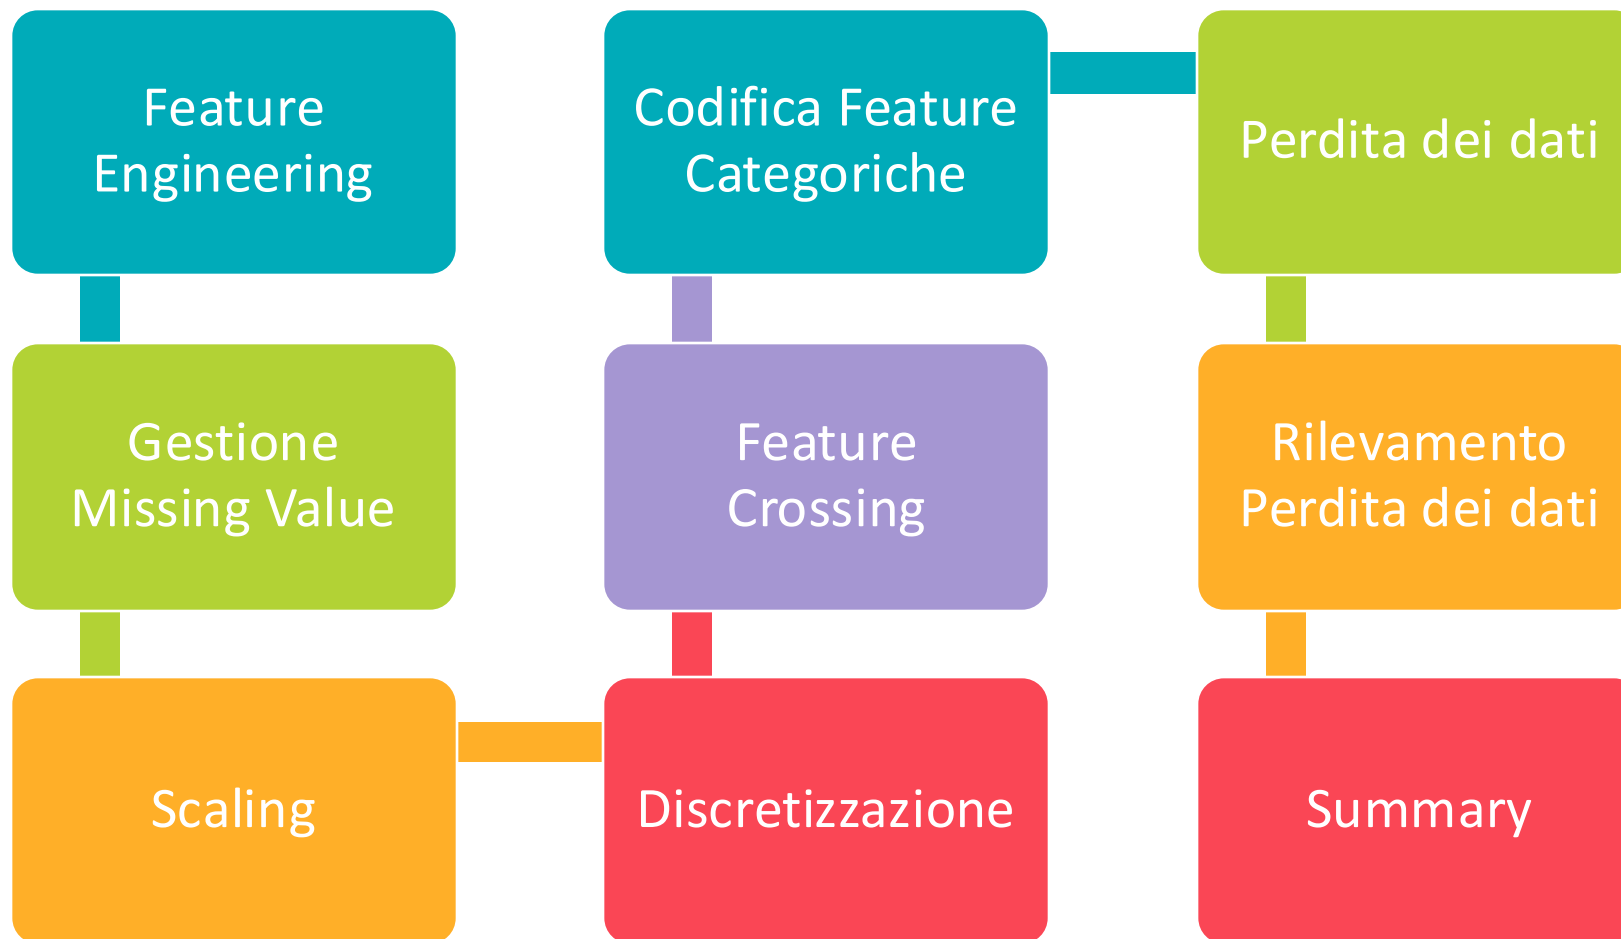 Feature
Engineering
Gestione
Missing Value
Scaling
Discretizzazione
Feature
Crossing
Codifica Feature
Categoriche
Perdita dei dati
Rilevamento
Perdita dei dati
Summary